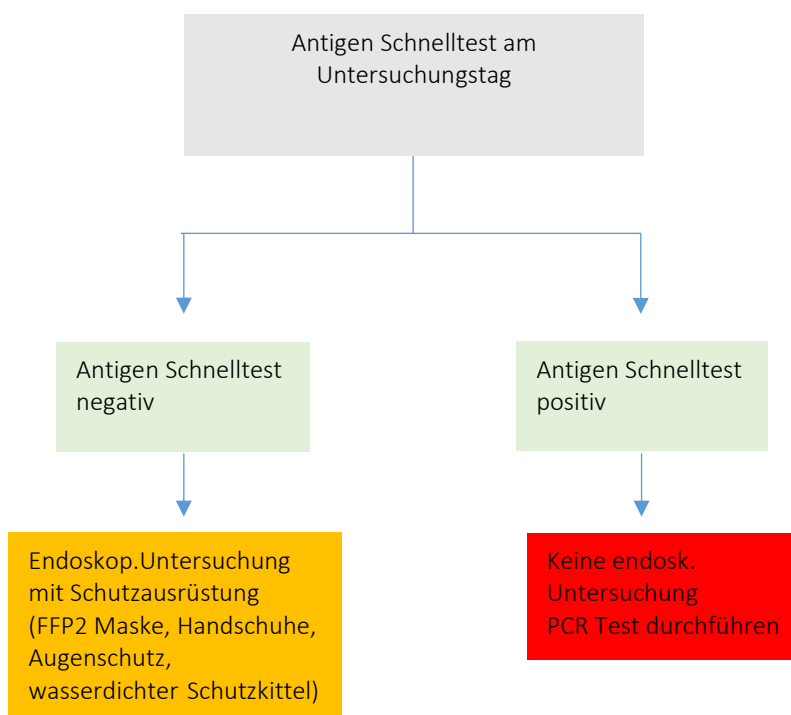 Antigen Schnelltest am
Untersuchungstag
Antigen Schnelltest
negativ
Antigen Schnelltest
positiv
Endoskop.Untersuchung
mit Schutzausrüstung
(FFP2 Maske, Handschuhe,
Augenschutz,
wasserdichter Schutzkittel)
Keine endosk.
Untersuchung
PCR Test durchführen